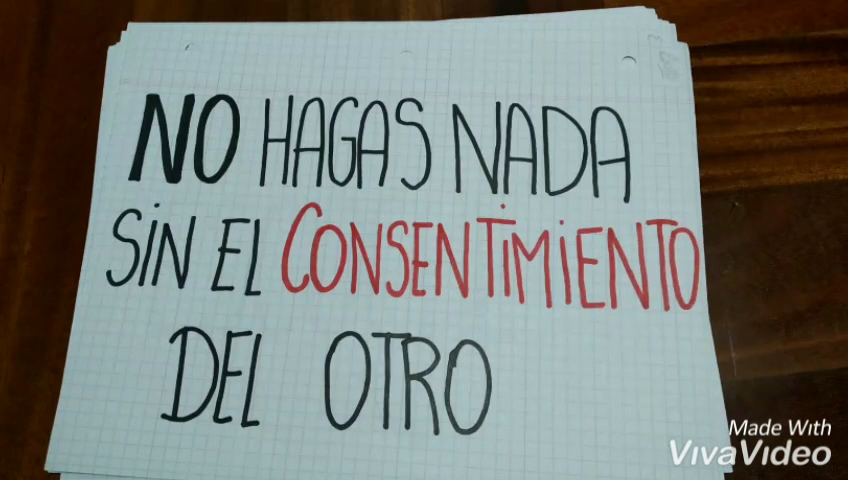 NO HAGAS NADA
SIN EL CONSENTIMIENTO
DEL OTRO
Made With
VivaVideo